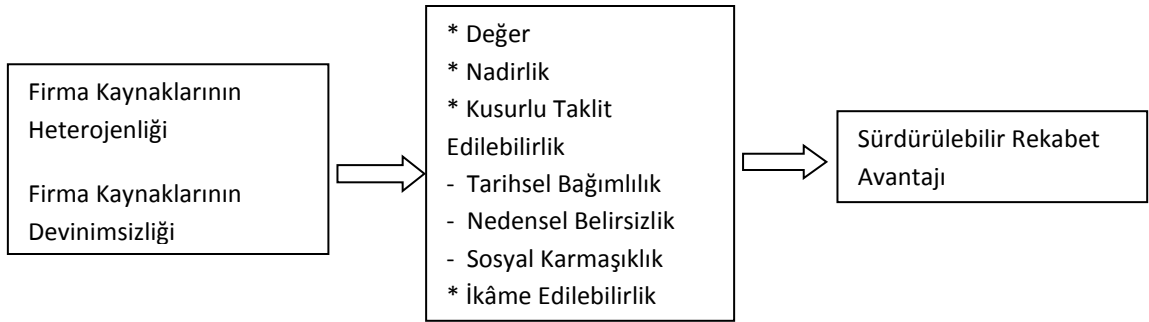 Firma Kaynaklarının
Heterojenliği
Firma Kaynaklarının
Devinimsizliği
* Değer
* Nadirlik
* Kusurlu Taklit
Edilebilirlik
- Tarihsel Bağımlılık
- Nedensel Belirsizlik
- Sosyal Karmaşıklık
* İkâme Edilebilirlik
Sürdürülebilir Rekabet
Avantajı